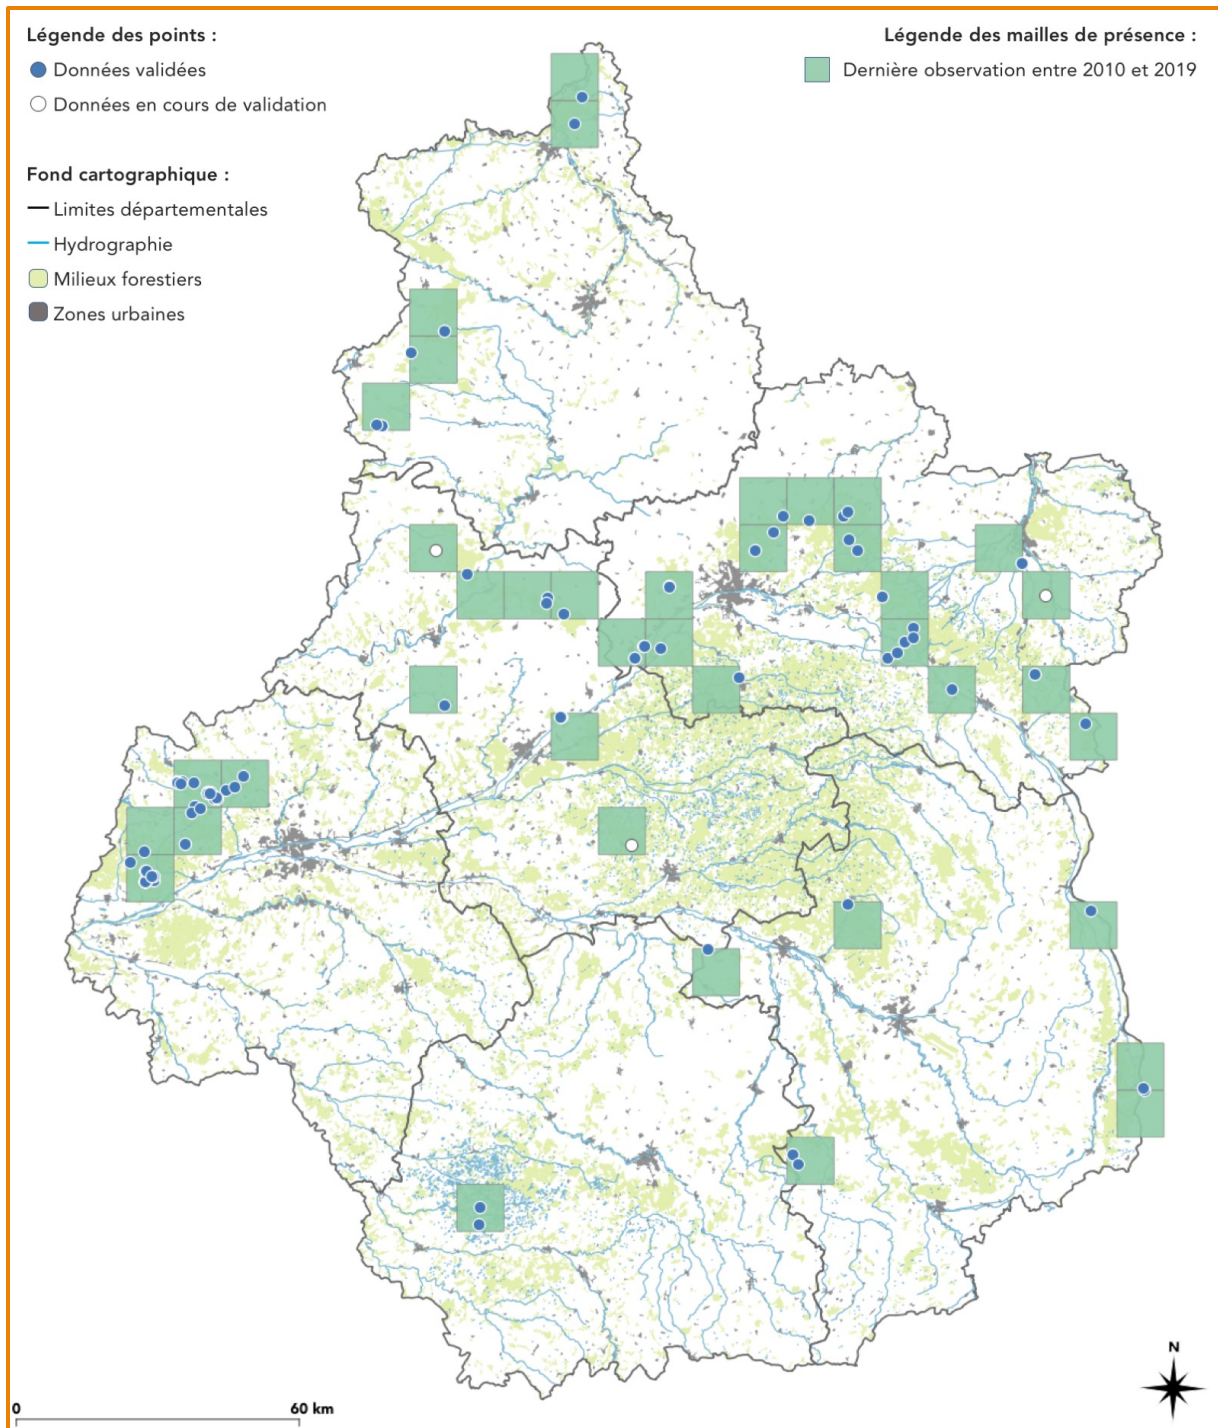 Légende des points :
Données validées
Données en cours de validation
Fond cartographique :
Limites départementales
Hydrographie
Milieux forestiers
Zones urbaines
Légende des mailles de présence :
Dernière observation entre 2010 et 2019
N
0 60 km